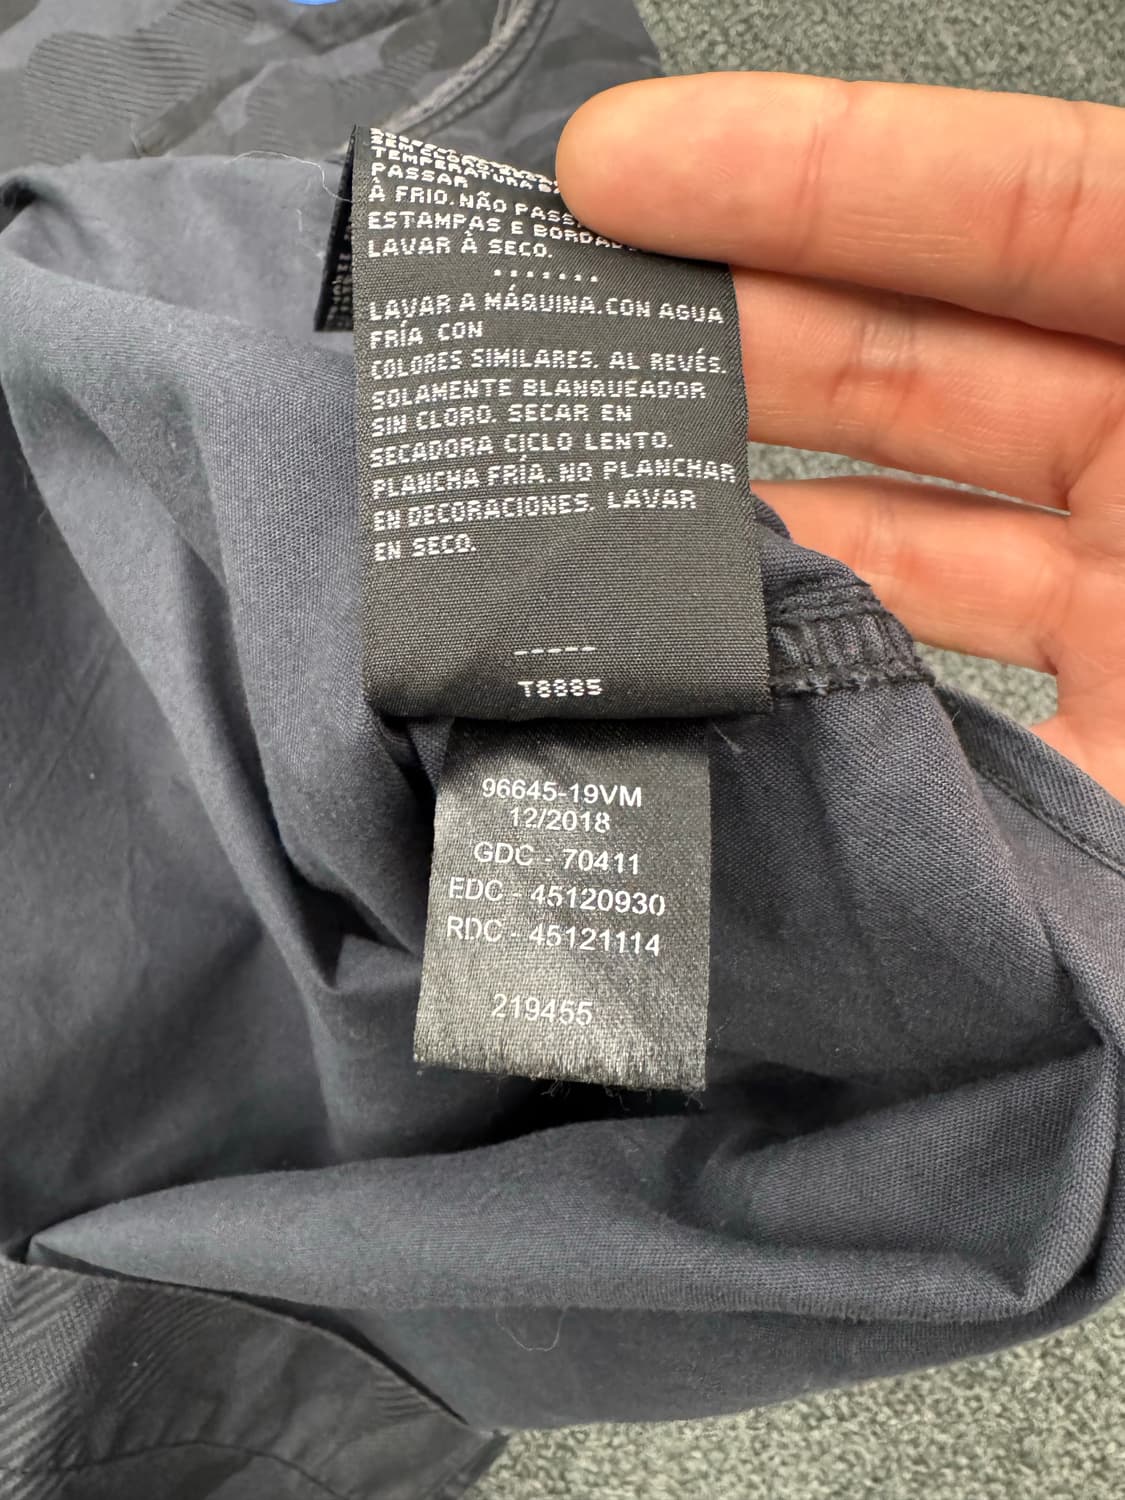 SEM CLORO.
TEMPERATURA
PASSAR
À FRIO. NÃO
ESTAMPAS E
LAVAR À SECO.
.......
LAVAR A MÁQUINA.CON AGUA
FRÍA CON
COLORES SIMILARES. AL REVÉS.
SOLAMENTE BLANQUEADOR
SIN CLORO. SECAR EN
SECADORA CICLO LENTO.
PLANCHA FRÍA. NO PLANCHAR
EN DECORACIONES. LAVAR
EN SECO.
-----
T8885
96645-19VM
12/2018
GDC - 70411
EDC - 45120930
RDC - 45121114
219455